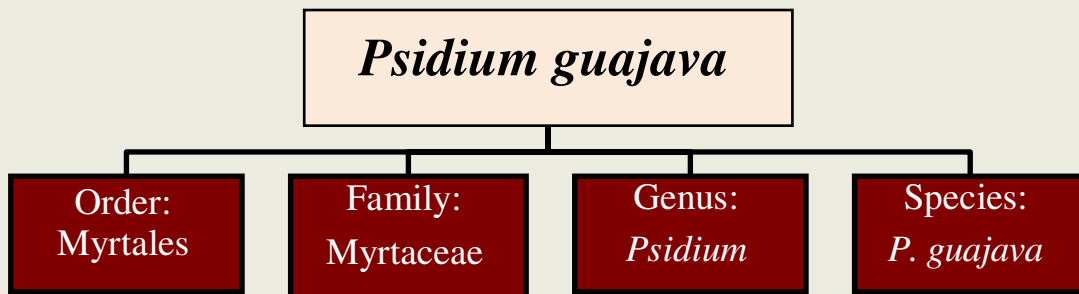 Psidium guajava
Order:
Myrtales
Family:
Myrtaceae
Genus:
Psidium
Species:
P. guajava